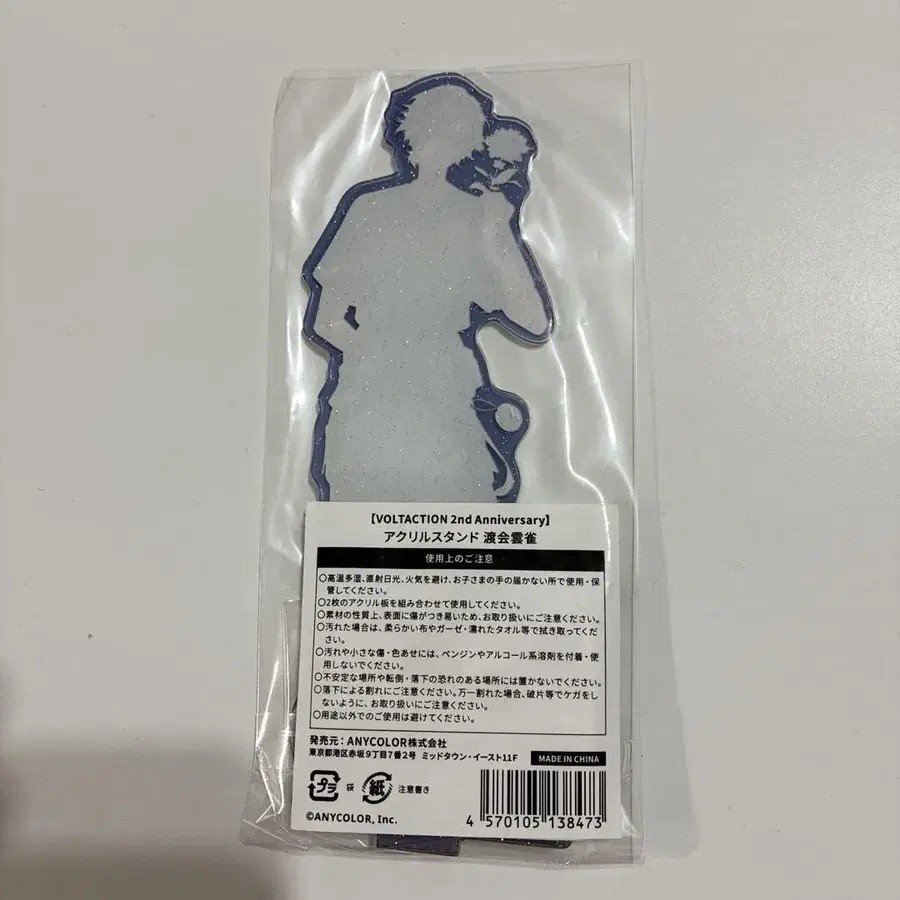 【VOLTACTION 2nd Anniversary】
アクリルスタンド 渡会雲雀
使用上のご注意
○高温多湿、直射日光、火気を避け、お子さまの手の届かない所で使用・保
管してください。
○2枚のアクリル板を組み合わせて使用してください。
○素材の性質上、表面に傷がつき易いため、お取り扱いにご注意ください。
○汚れた場合は、柔らかい布やガーゼ・濡れたタオル等で拭き取ってくだ
さい。
○汚れや小さな傷・色あせには、ベンジンやアルコール系溶剤を付着・使
用しないでください。
○不安定な場所や転倒・落下の恐れのある場所には置かないでください。
○落下による割れにご注意ください。万一割れた場合、破片等でケガをし
ないように、お取り扱いにご注意ください。
○用途以外でのご使用は避けてください。
発売元：ANYCOLOR株式会社
東京都港区赤坂9丁目7番2号 ミッドタウン・イースト11F
MADE IN CHINA
プラ 袋 紙 注意書き
©ANYCOLOR, Inc.
4 570105 138473